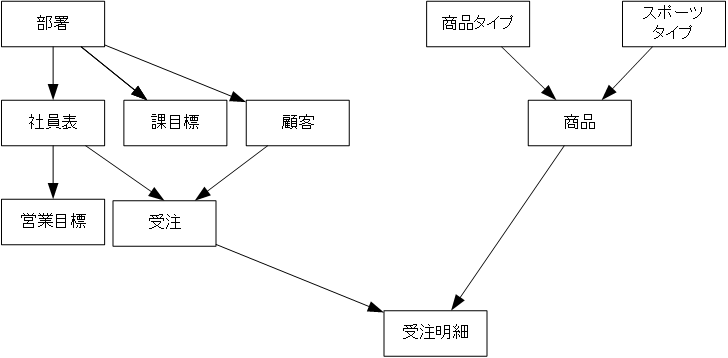 部署
商品タイプ
スポーツ
タイプ
社員表
課目標
顧客
商品
営業目標
受注
受注明細